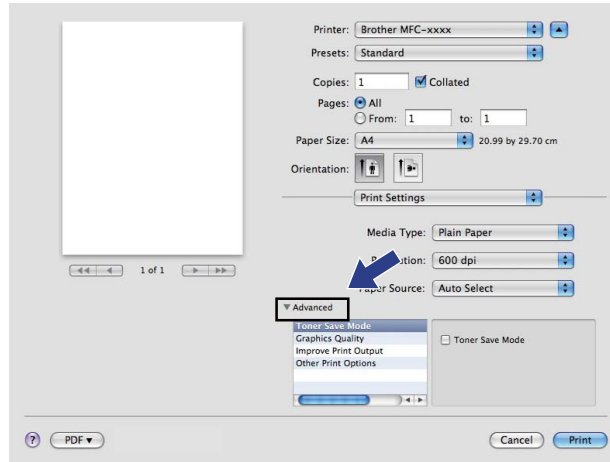 Printer: Brother MFC-xxxx
Presets: Standard
Copies: 1 Collated
Pages: All
From: 1 to: 1
Paper Size: A4 20.99 by 29.70 cm
Orientation:
Print Settings
Media Type: Plain Paper
600 dpi
Paper Source: Auto Select
1 of 1
Advanced
Toner Save Mode
Graphics Quality
Improve Print Output
Other Print Options
Toner Save Mode
? PDF
Cancel Print